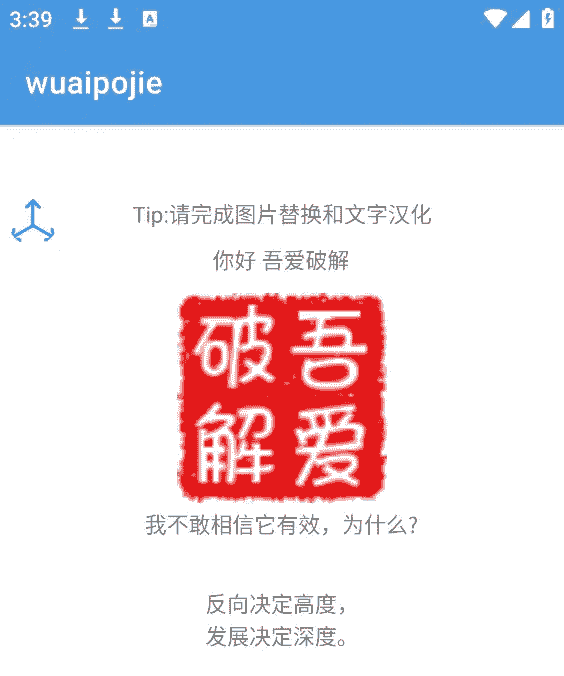 3:39
A
wuaipojie
Tip:请完成图片替换和文字汉化
你好 吾爱破解
吾爱
破解
我不敢相信它有效，为什么?
反向决定高度，
发展决定深度。